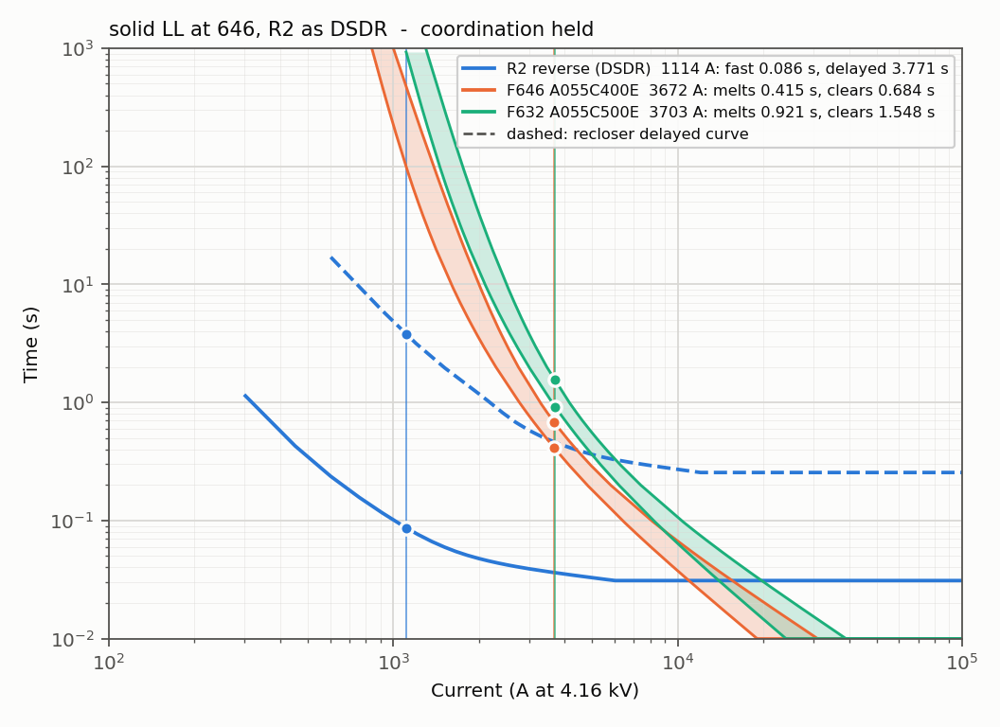 solid LL at 646, R2 as DSDR  -  coordination held
R2 reverse (DSDR)  1114 A: fast 0.086 s, delayed 3.771 s
F646 A055C400E  3672 A: melts 0.415 s, clears 0.684 s
F632 A055C500E  3703 A: melts 0.921 s, clears 1.548 s
dashed: recloser delayed curve
Time (s)
10³
10²
10¹
10⁰
10⁻¹
10⁻²
10² 10³ 10⁴ 10⁵
Current (A at 4.16 kV)